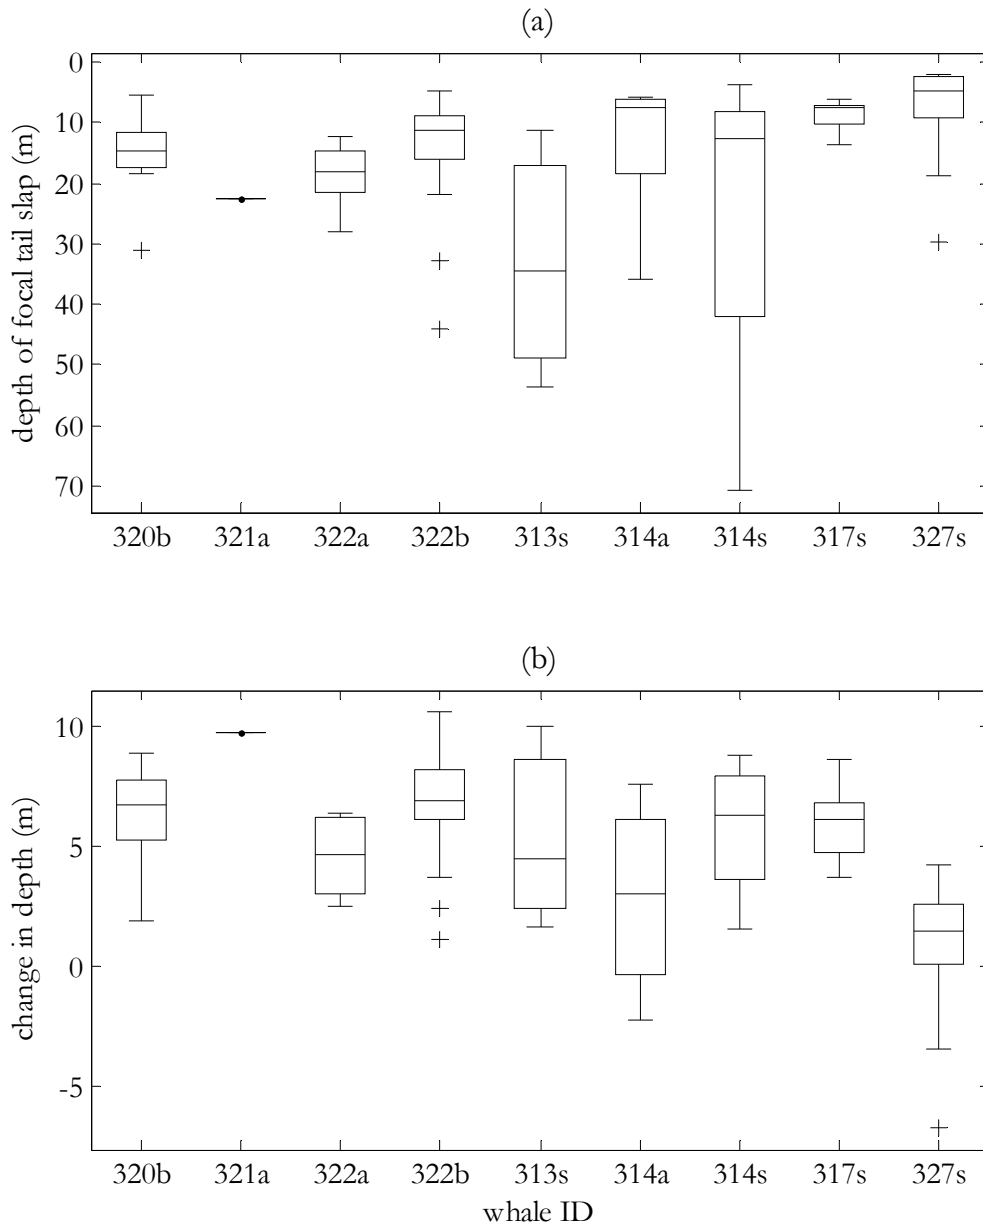 (a)
depth of focal tail slap (m)
0
10
20
30
40
50
60
70
320b 321a 322a 322b 313s 314a 314s 317s 327s
(b)
change in depth (m)
10
5
0
-5
320b 321a 322a 322b 313s 314a 314s 317s 327s
whale ID